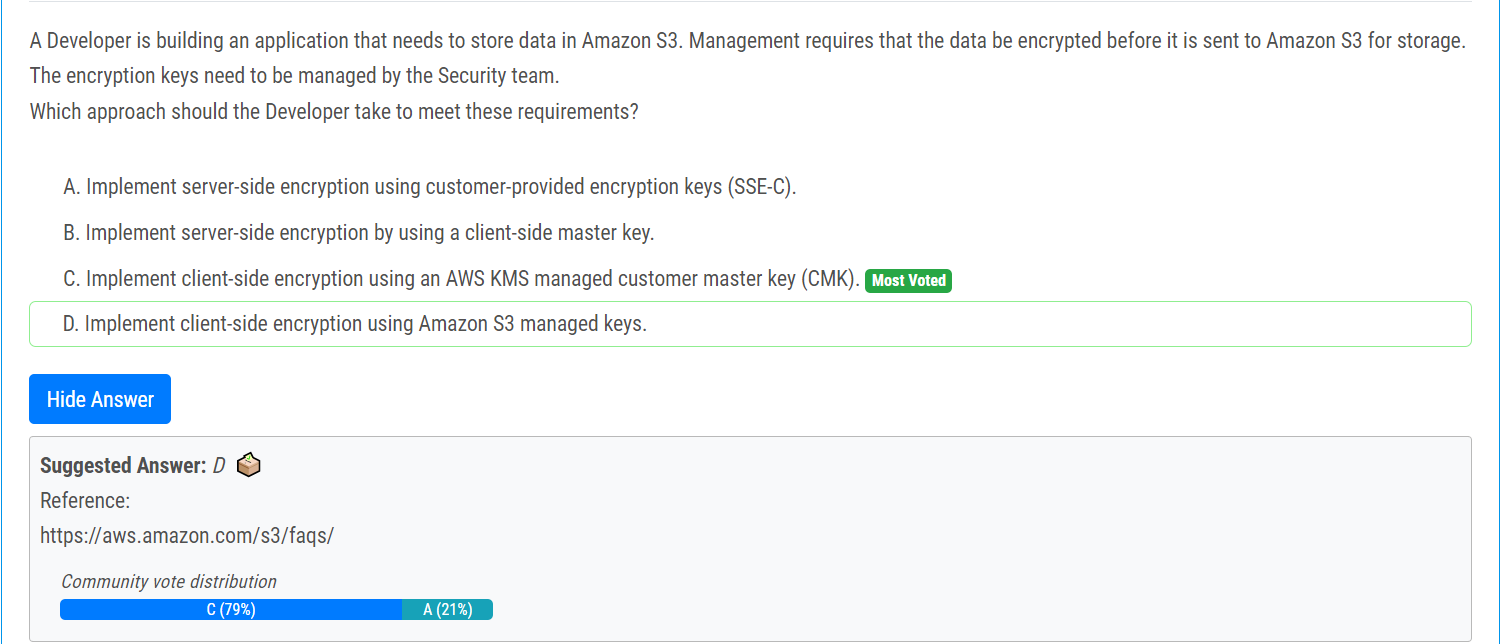 A Developer is building an application that needs to store data in Amazon S3. Management requires that the data be encrypted before it is sent to Amazon S3 for storage.
The encryption keys need to be managed by the Security team.
Which approach should the Developer take to meet these requirements?
A. Implement server-side encryption using customer-provided encryption keys (SSE-C).
B. Implement server-side encryption by using a client-side master key.
C. Implement client-side encryption using an AWS KMS managed customer master key (CMK). Most Voted
D. Implement client-side encryption using Amazon S3 managed keys.
Hide Answer
Suggested Answer: D
Reference:
https://aws.amazon.com/s3/faqs/
Community vote distribution
C (79%) A (21%)